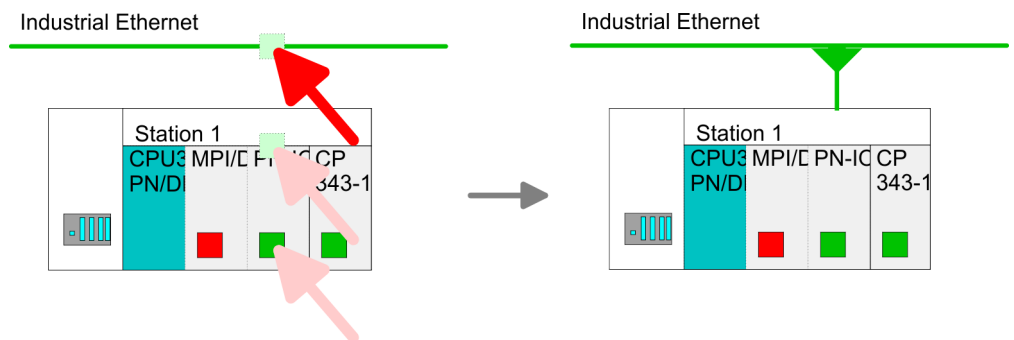 Industrial Ethernet
Station 1
CPU3
PN/D
MPI/D
CP
343-1
Industrial Ethernet
Station 1
CPU3
PN/D
MPI/D
PN-IO
CP
343-1